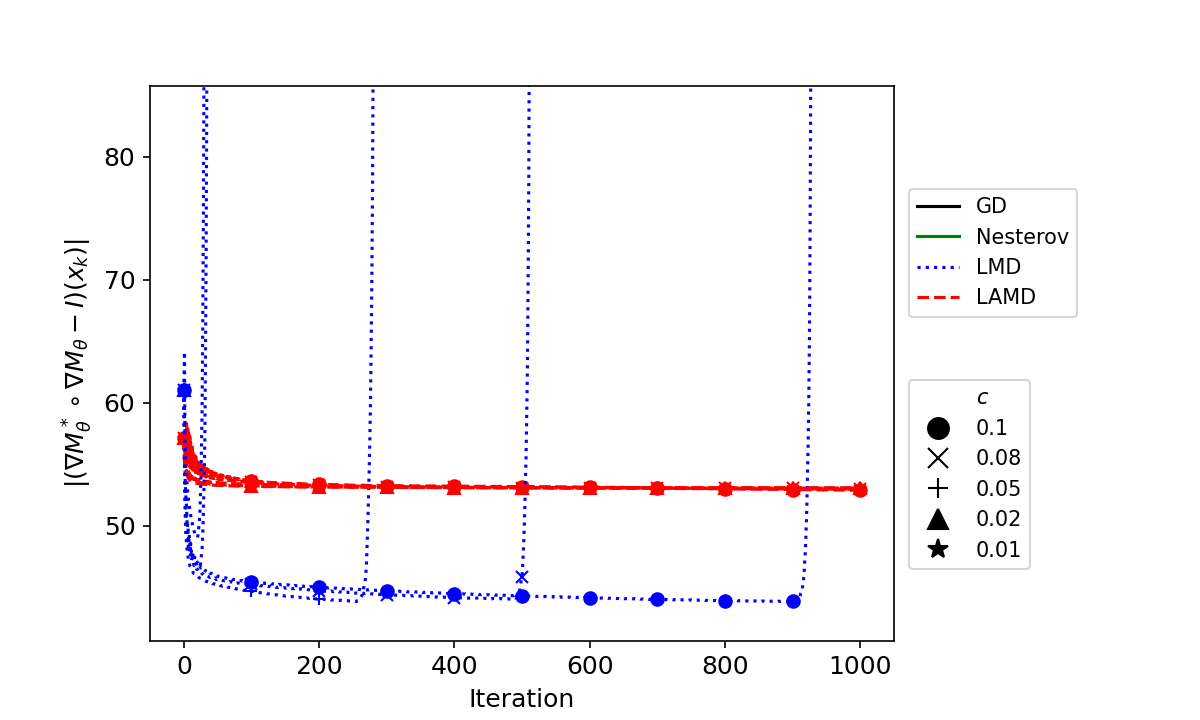 80
70
60
50
0
200
400
600
800
1000
Iteration
|(∇M*θ ∘ ∇Mθ − I)(xk)|
GD
Nesterov
LMD
LAMD
c
0.1
0.08
0.05
0.02
0.01